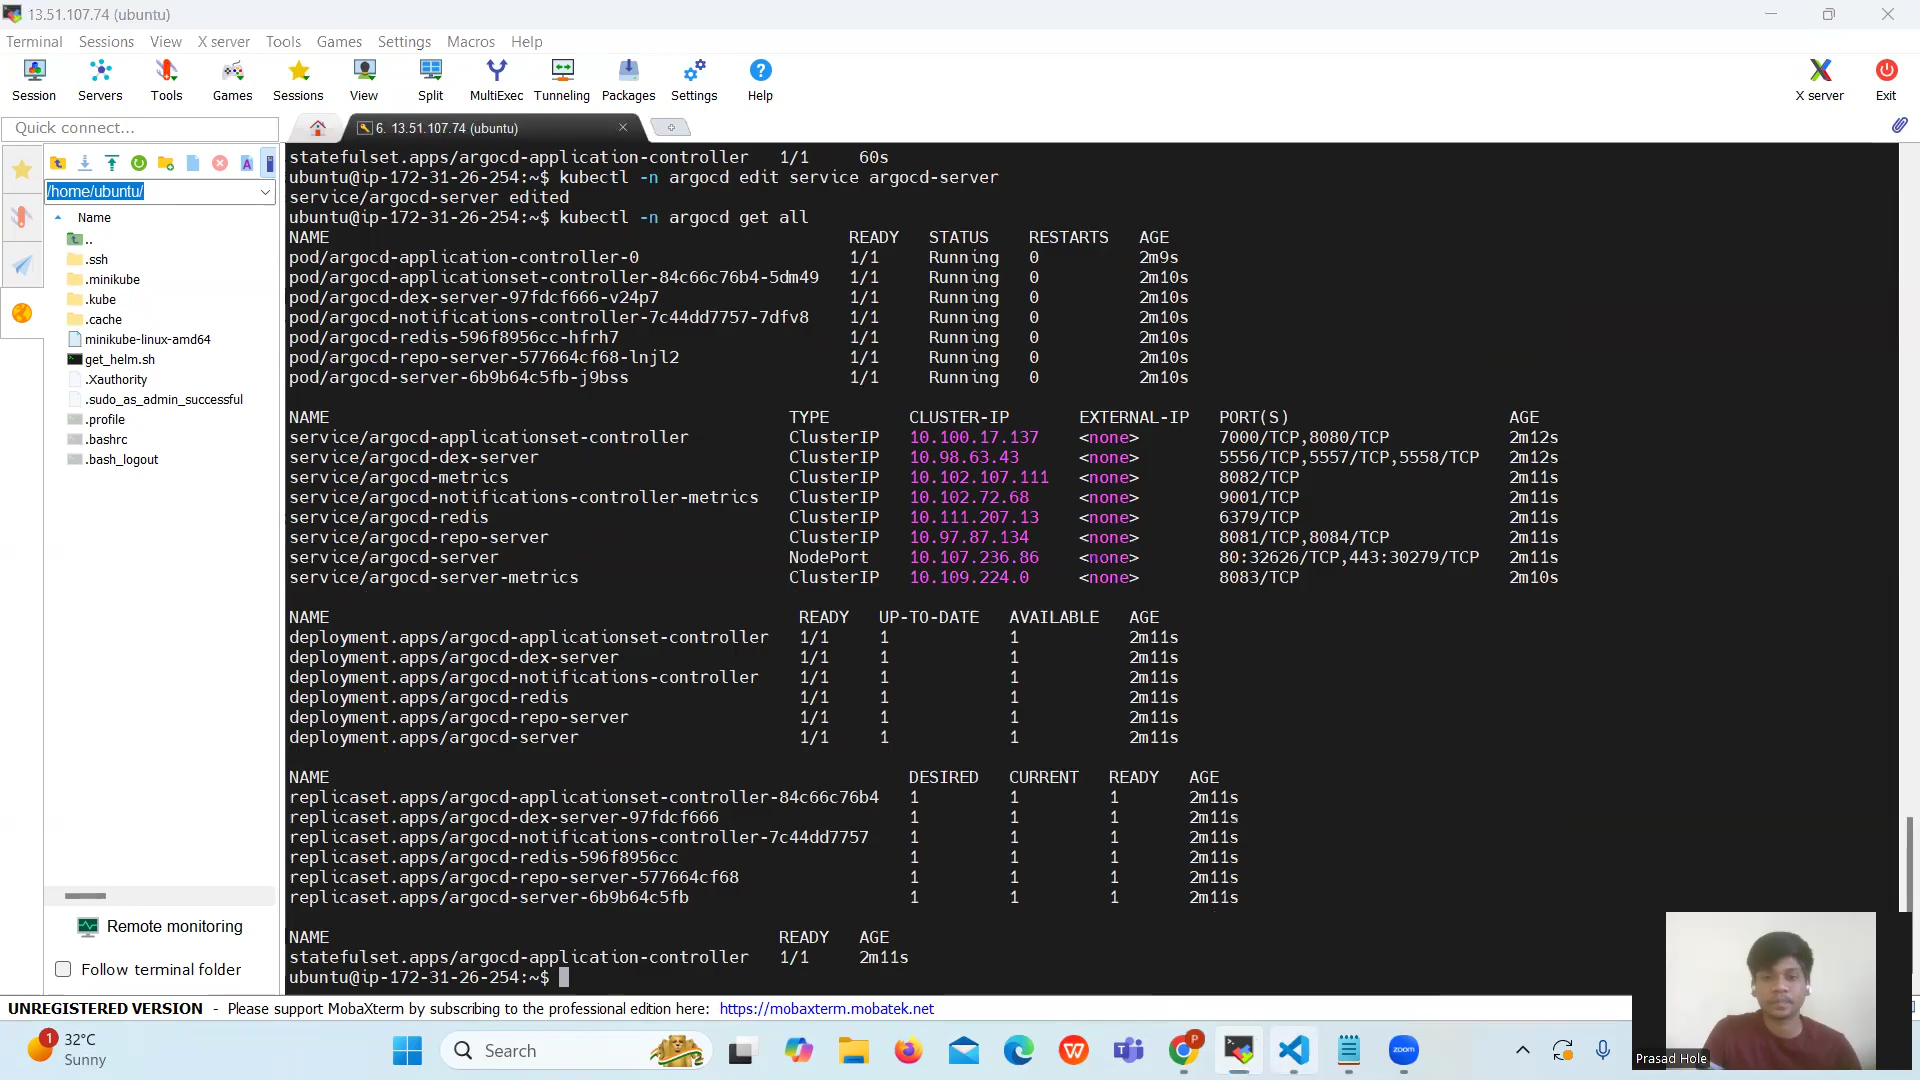 13.51.107.74 (ubuntu)
Terminal Sessions View X server Tools Games Settings Macros Help
Session Servers Tools Games Sessions View Split MultiExec Tunneling Packages Settings Help X server Exit
Quick connect...
6. 13.51.107.74 (ubuntu)
/home/ubuntu/
Name
..
.ssh
.minikube
.kube
.cache
minikube-linux-amd64
get_helm.sh
.Xauthority
.sudo_as_admin_successful
.profile
.bashrc
.bash_logout
Remote monitoring
Follow terminal folder
statefulset.apps/argocd-application-controller 1/1 60s
ubuntu@ip-172-31-26-254:~$ kubectl -n argocd edit service argocd-server
service/argocd-server edited
ubuntu@ip-172-31-26-254:~$ kubectl -n argocd get all
NAME READY STATUS RESTARTS AGE
pod/argocd-application-controller-0 1/1 Running 0 2m9s
pod/argocd-applicationset-controller-84c66c76b4-5dm49 1/1 Running 0 2m10s
pod/argocd-dex-server-97fdcf666-v24p7 1/1 Running 0 2m10s
pod/argocd-notifications-controller-7c44dd7757-7dfv8 1/1 Running 0 2m10s
pod/argocd-redis-596f8956cc-hfrh7 1/1 Running 0 2m10s
pod/argocd-repo-server-577664cf68-lnjl2 1/1 Running 0 2m10s
pod/argocd-server-6b9b64c5fb-j9bss 1/1 Running 0 2m10s
NAME TYPE CLUSTER-IP EXTERNAL-IP PORT(S) AGE
service/argocd-applicationset-controller ClusterIP 10.100.17.137 <none> 7000/TCP,8080/TCP 2m12s
service/argocd-dex-server ClusterIP 10.98.63.43 <none> 5556/TCP,5557/TCP,5558/TCP 2m12s
service/argocd-metrics ClusterIP 10.102.107.111 <none> 8082/TCP 2m11s
service/argocd-notifications-controller-metrics ClusterIP 10.102.72.68 <none> 9001/TCP 2m11s
service/argocd-redis ClusterIP 10.111.207.13 <none> 6379/TCP 2m11s
service/argocd-repo-server ClusterIP 10.97.87.134 <none> 8081/TCP,8084/TCP 2m11s
service/argocd-server NodePort 10.107.236.86 <none> 80:32626/TCP,443:30279/TCP 2m11s
service/argocd-server-metrics ClusterIP 10.109.224.0 <none> 8083/TCP 2m10s
NAME READY UP-TO-DATE AVAILABLE AGE
deployment.apps/argocd-applicationset-controller 1/1 1 1 2m11s
deployment.apps/argocd-dex-server 1/1 1 1 2m11s
deployment.apps/argocd-notifications-controller 1/1 1 1 2m11s
deployment.apps/argocd-redis 1/1 1 1 2m11s
deployment.apps/argocd-repo-server 1/1 1 1 2m11s
deployment.apps/argocd-server 1/1 1 1 2m11s
NAME DESIRED CURRENT READY AGE
replicaset.apps/argocd-applicationset-controller-84c66c76b4 1 1 1 2m11s
replicaset.apps/argocd-dex-server-97fdcf666 1 1 1 2m11s
replicaset.apps/argocd-notifications-controller-7c44dd7757 1 1 1 2m11s
replicaset.apps/argocd-redis-596f8956cc 1 1 1 2m11s
replicaset.apps/argocd-repo-server-577664cf68 1 1 1 2m11s
replicaset.apps/argocd-server-6b9b64c5fb 1 1 1 2m11s
NAME READY AGE
statefulset.apps/argocd-application-controller 1/1 2m11s
ubuntu@ip-172-31-26-254:~$
UNREGISTERED VERSION - Please support MobaXterm by subscribing to the professional edition here: https://mobaxterm.mobatek.net
1 32°C
Sunny
Search
P
zoom
Prasad Hole